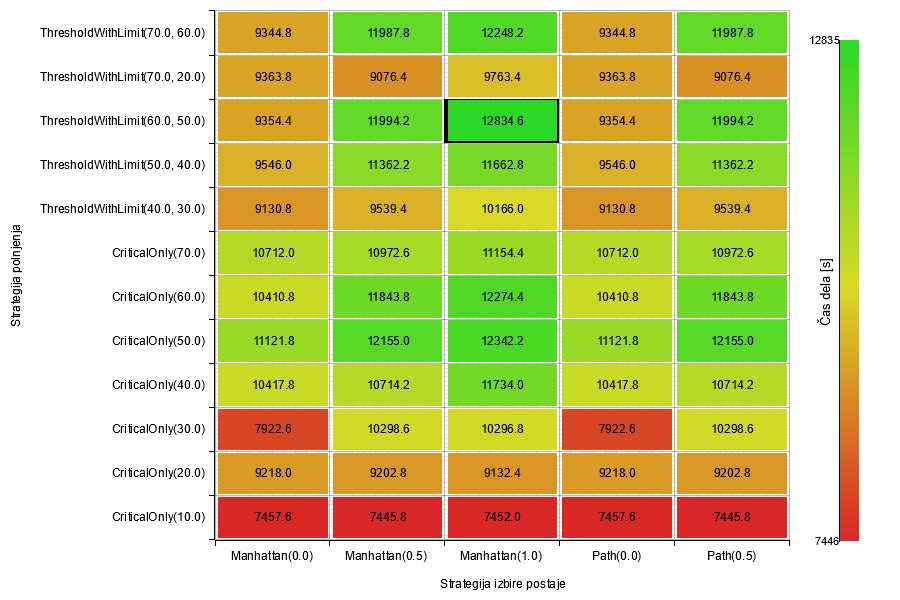 ThresholdWithLimit(70.0, 60.0) 9344.8 11987.8 12248.2 9344.8 11987.8
ThresholdWithLimit(70.0, 20.0) 9363.8 9076.4 9763.4 9363.8 9076.4
ThresholdWithLimit(60.0, 50.0) 9354.4 11994.2 12834.6 9354.4 11994.2
ThresholdWithLimit(50.0, 40.0) 9546.0 11362.2 11662.8 9546.0 11362.2
ThresholdWithLimit(40.0, 30.0) 9130.8 9539.4 10166.0 9130.8 9539.4
CriticalOnly(70.0) 10712.0 10972.6 11154.4 10712.0 10972.6
CriticalOnly(60.0) 10410.8 11843.8 12274.4 10410.8 11843.8
CriticalOnly(50.0) 11121.8 12155.0 12342.2 11121.8 12155.0
CriticalOnly(40.0) 10417.8 10714.2 11734.0 10417.8 10714.2
CriticalOnly(30.0) 7922.6 10298.6 10296.8 7922.6 10298.6
CriticalOnly(20.0) 9218.0 9202.8 9132.4 9218.0 9202.8
CriticalOnly(10.0) 7457.6 7445.8 7452.0 7457.6 7445.8
Manhattan(0.0) Manhattan(0.5) Manhattan(1.0) Path(0.0) Path(0.5)
Strategija izbire postaje
Strategija polnjenja
12835
Čas dela [s]
7446